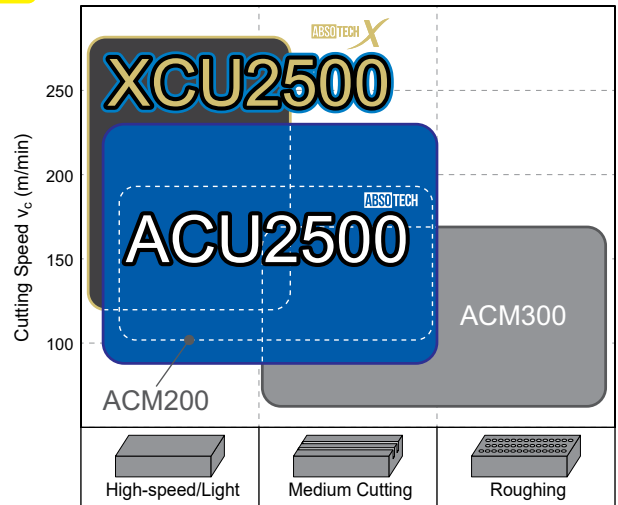 ABSOTECH X
XCU2500
250
200
150
100
Cutting Speed vc (m/min)
ABSOTECH
ACU2500
ACM300
ACM200
High-speed/Light
Medium Cutting
Roughing